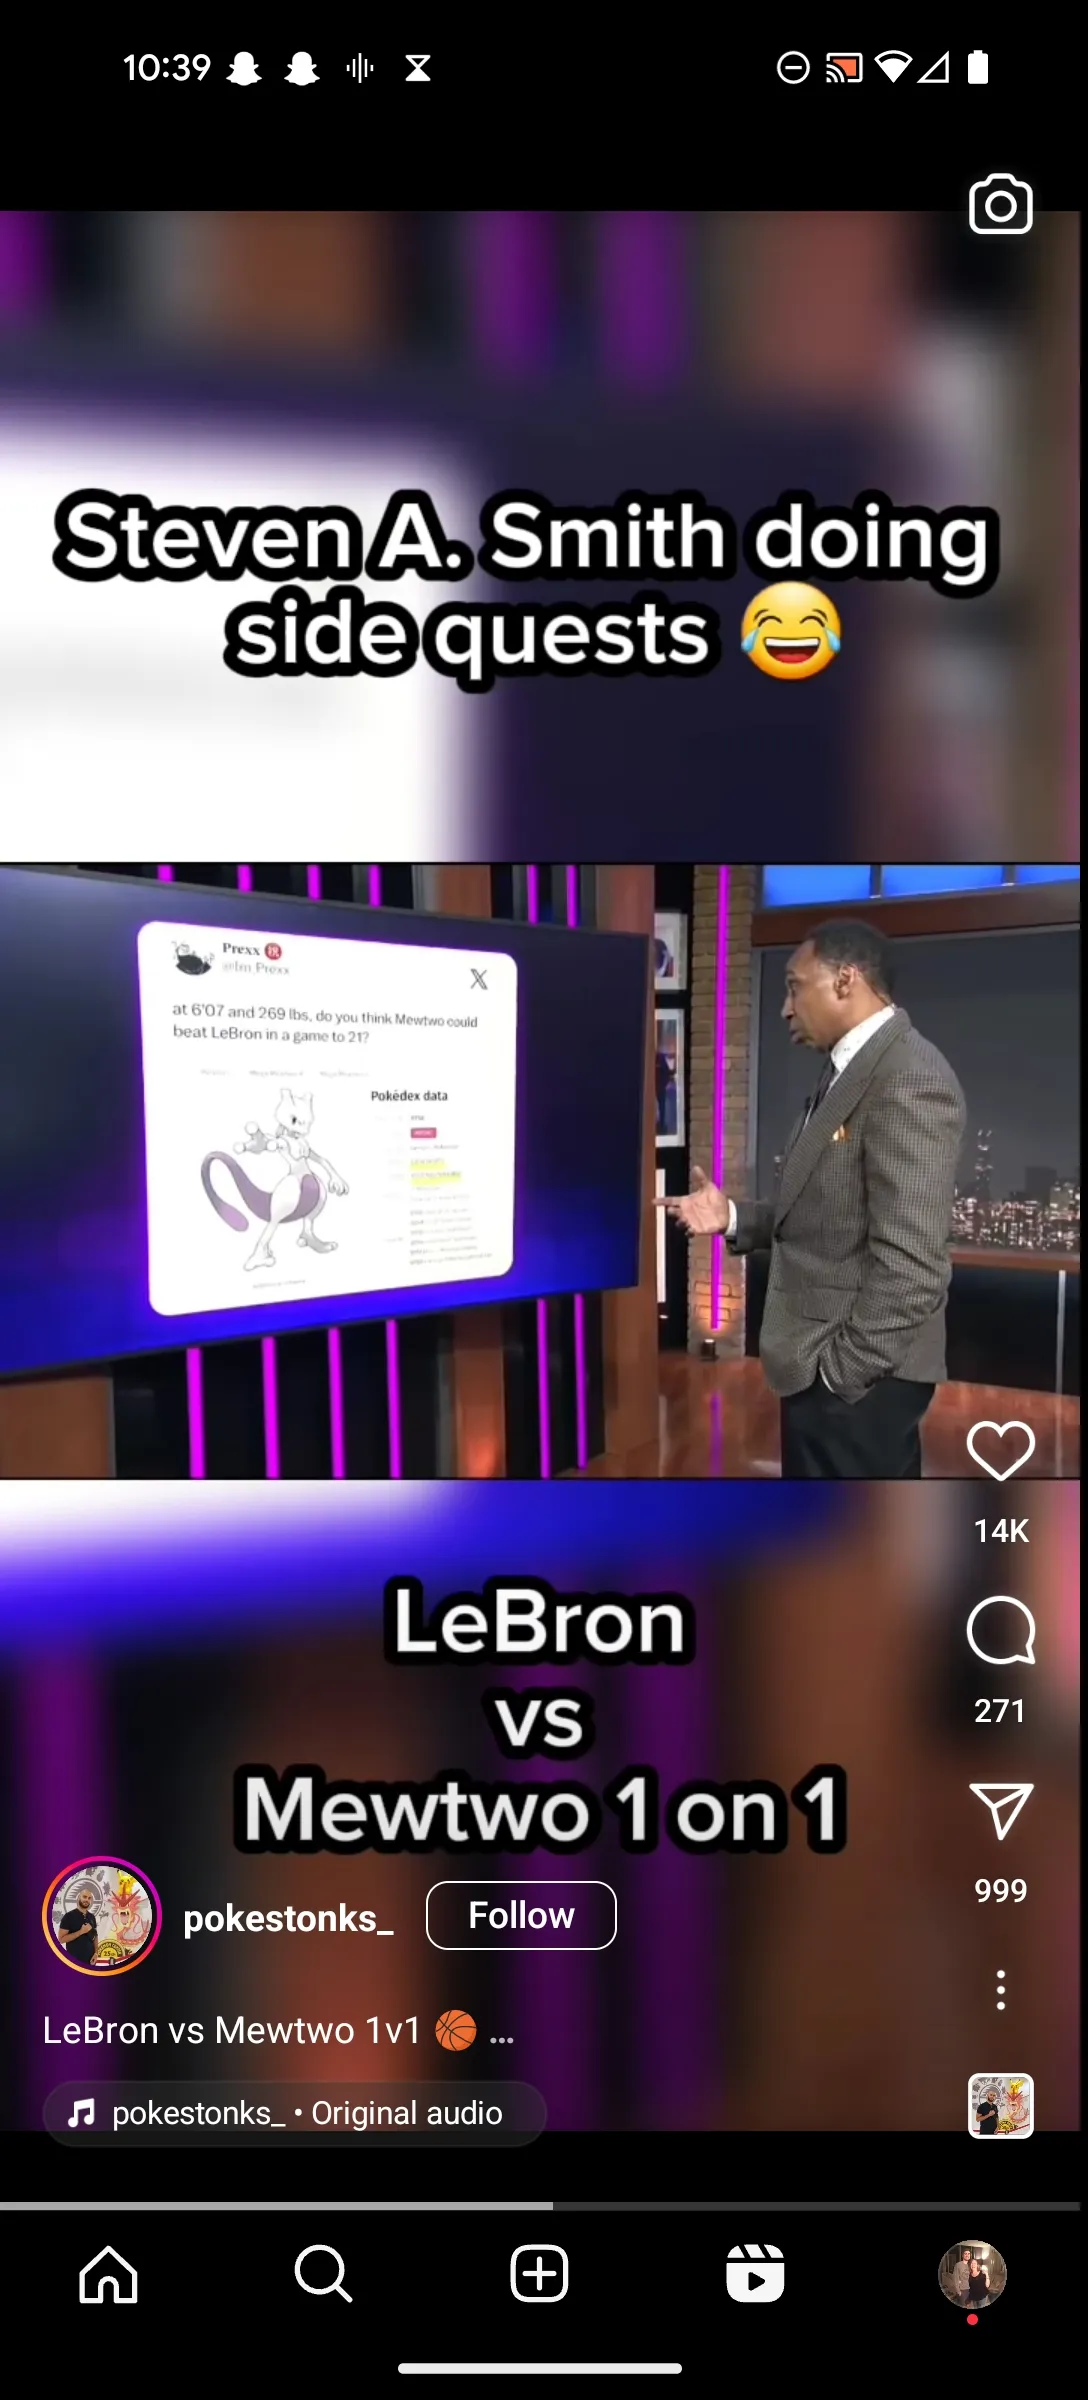 10:39
Steven A. Smith doing
side quests 😂
Prexx
@Im_Prexx
at 6'07 and 269 lbs, do you think Mewtwo could
beat LeBron in a game to 21?
Pokédex data
LeBron
vs
Mewtwo 1 on 1
14K
271
999
pokestonks_ Follow
LeBron vs Mewtwo 1v1 🏀 ...
pokestonks_ • Original audio